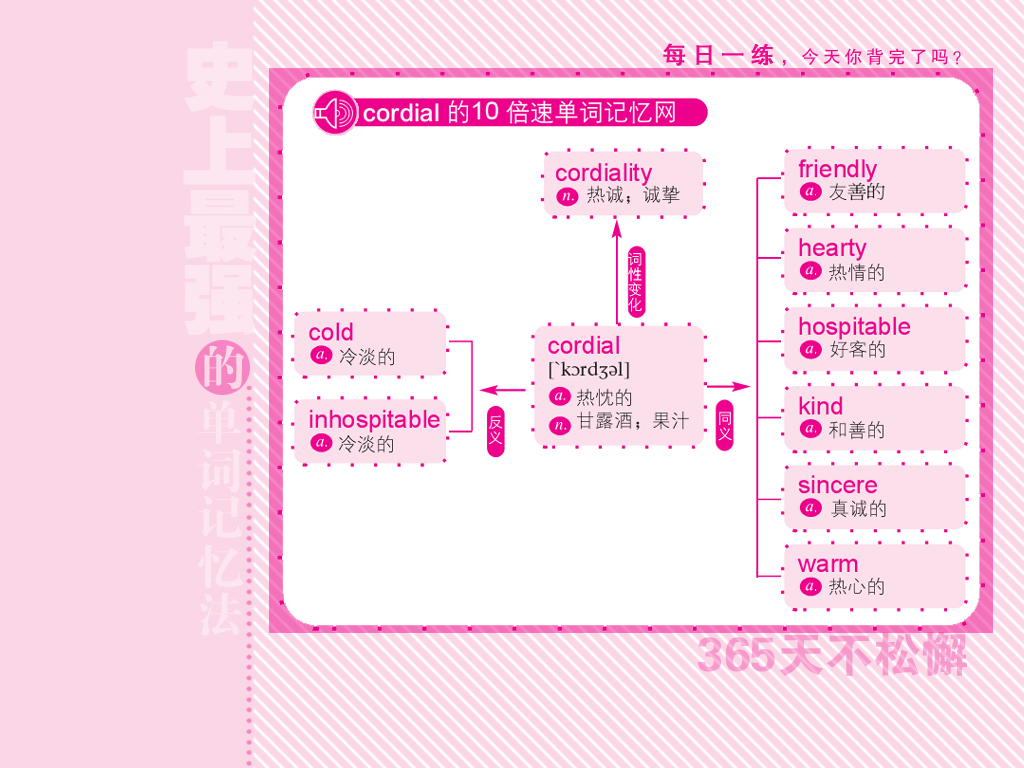 史上最强的单词记忆法
每日一练，今天你背完了吗?
cordial 的10 倍速单词记忆网
cordiality
n. 热诚；诚挚
词性变化
cold
a. 冷淡的
inhospitable
a. 冷淡的
反义
cordial
[`kɔrdʒəl]
a. 热忱的
n. 甘露酒；果汁
同义
friendly
a. 友善的
hearty
a. 热情的
hospitable
a. 好客的
kind
a. 和善的
sincere
a. 真诚的
warm
a. 热心的
365天不松懈